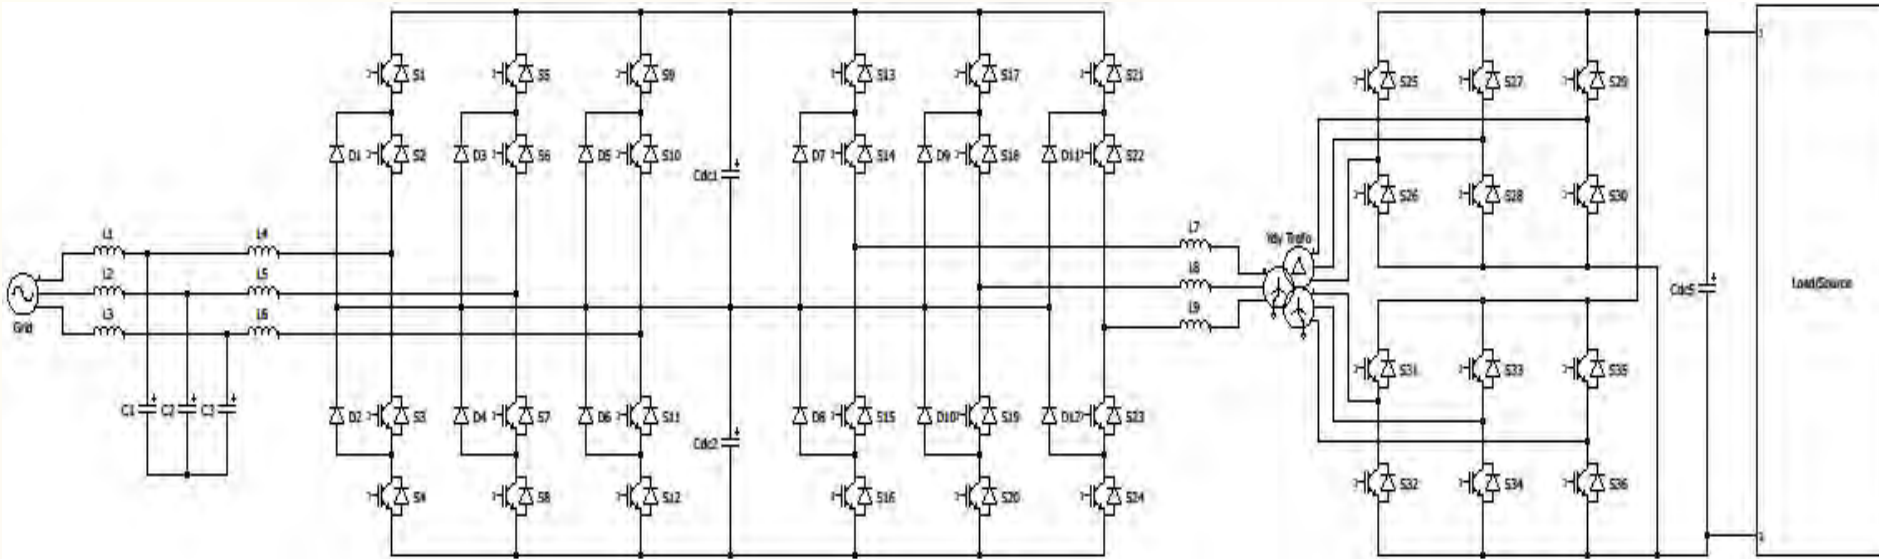 S1
S5
S9
S13
S17
S21
S25
S27
S29
D1
S2
D3
S6
D5
S10
D7
S14
D9
S18
D11
S22
Cdc1
S26
S28
S30
L1
L4
L7
Ydy Trafo
L2
L5
L8
L3
L6
L9
Grid
Cdc5
Load/Source
C1
C2
C3
D2
S3
D4
S7
D6
S11
Cdc2
D8
S15
D10
S19
D12
S23
S31
S33
S35
S4
S8
S12
S16
S20
S24
S32
S34
S36